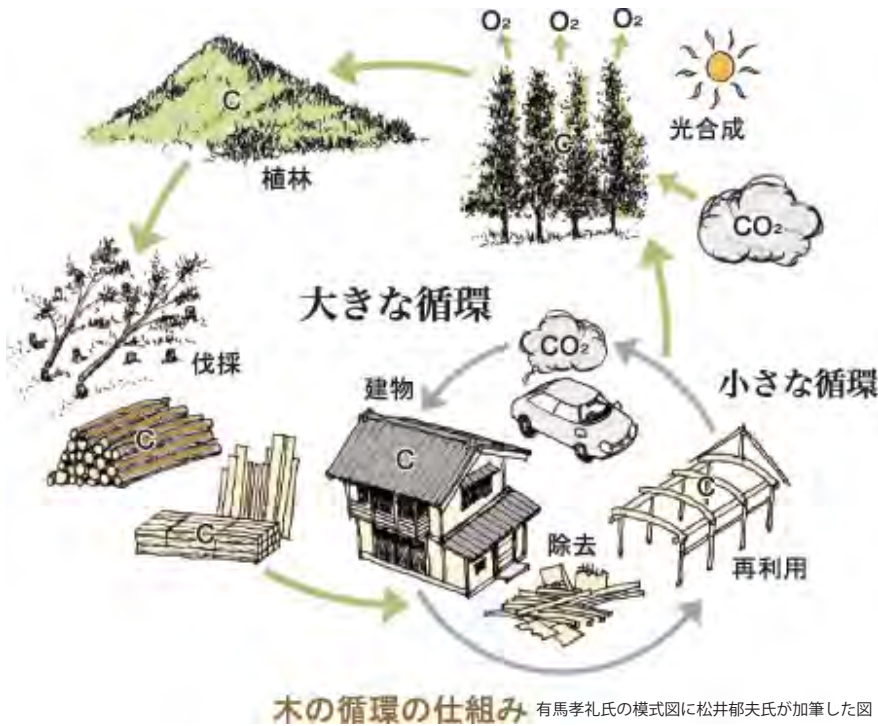 O₂ O₂ O₂
光合成
C
C
植林
CO₂
大きな循環
伐採
C
C
建物
CO₂
小さな循環
C
C
除去
再利用
木の循環の仕組み
有馬孝礼氏の模式図に松井郁夫氏が加筆した図